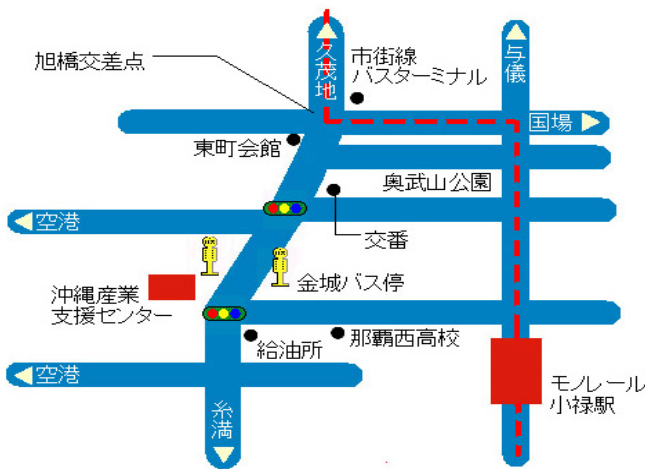 久茂地
与儀
市街線
バスターミナル
旭橋交差点
国場
東町会館
奥武山公園
空港
交番
金城バス停
沖縄産業
支援センター
給油所
那覇西高校
空港
モノレール
小禄駅
糸満